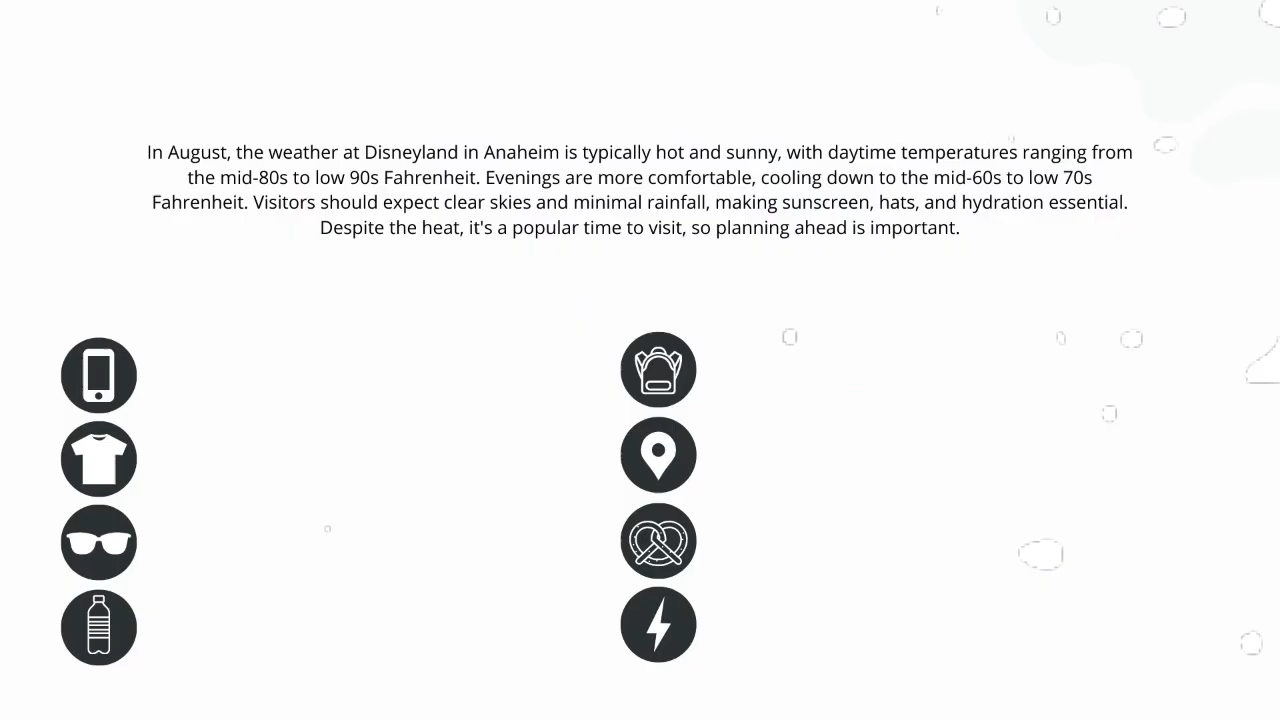 In August, the weather at Disneyland in Anaheim is typically hot and sunny, with daytime temperatures ranging from
the mid-80s to low 90s Fahrenheit. Evenings are more comfortable, cooling down to the mid-60s to low 70s
Fahrenheit. Visitors should expect clear skies and minimal rainfall, making sunscreen, hats, and hydration essential.
Despite the heat, it's a popular time to visit, so planning ahead is important.